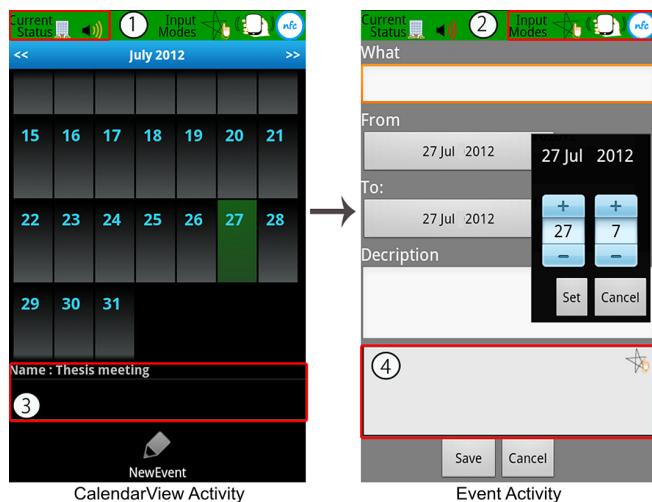 Current Status
1
Input Modes
nfc
<< July 2012 >>
15 16 17 18 19 20 21
22 23 24 25 26 27 28
29 30 31
Name : Thesis meeting
3
NewEvent
CalendarView Activity
Current Status
2
Input Modes
nfc
What
From
27 Jul 2012
To:
27 Jul 2012
Decription
27 Jul 2012
+ +
27 7
− −
Set Cancel
4
Save Cancel
Event Activity